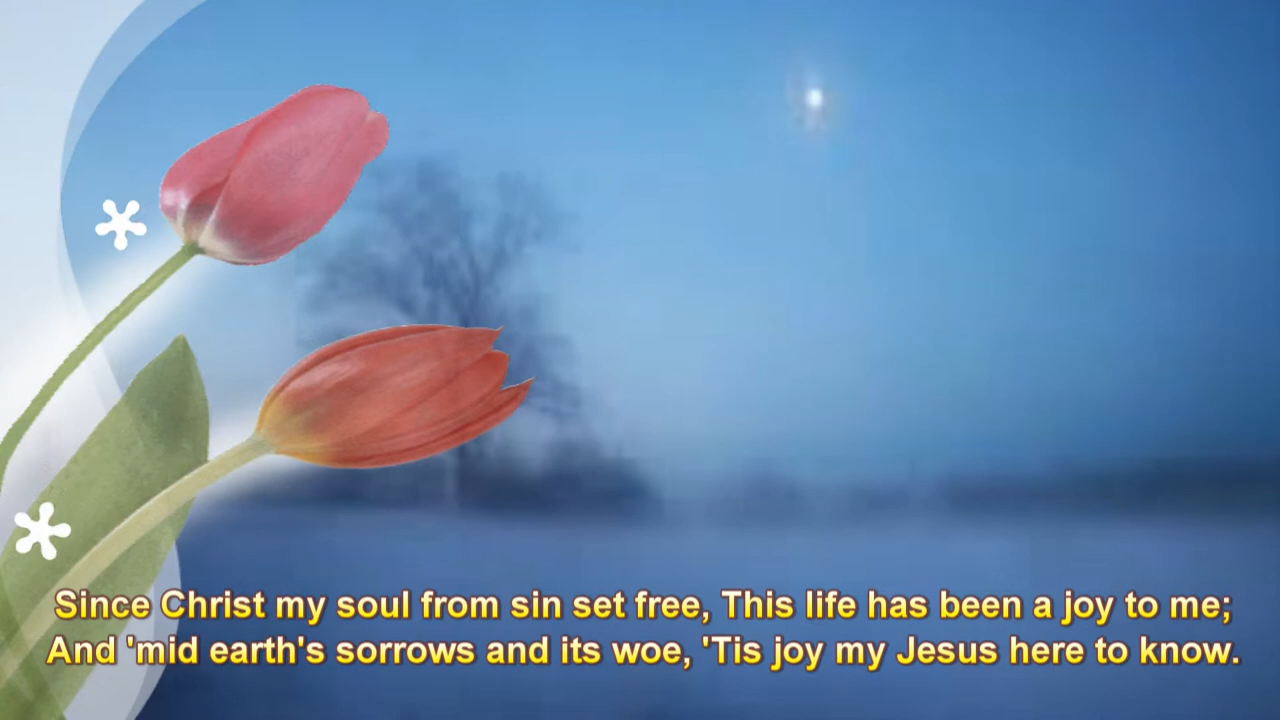 Since Christ my soul from sin set free, This life has been a joy to me;
And 'mid earth's sorrows and its woe, 'Tis joy my Jesus here to know.